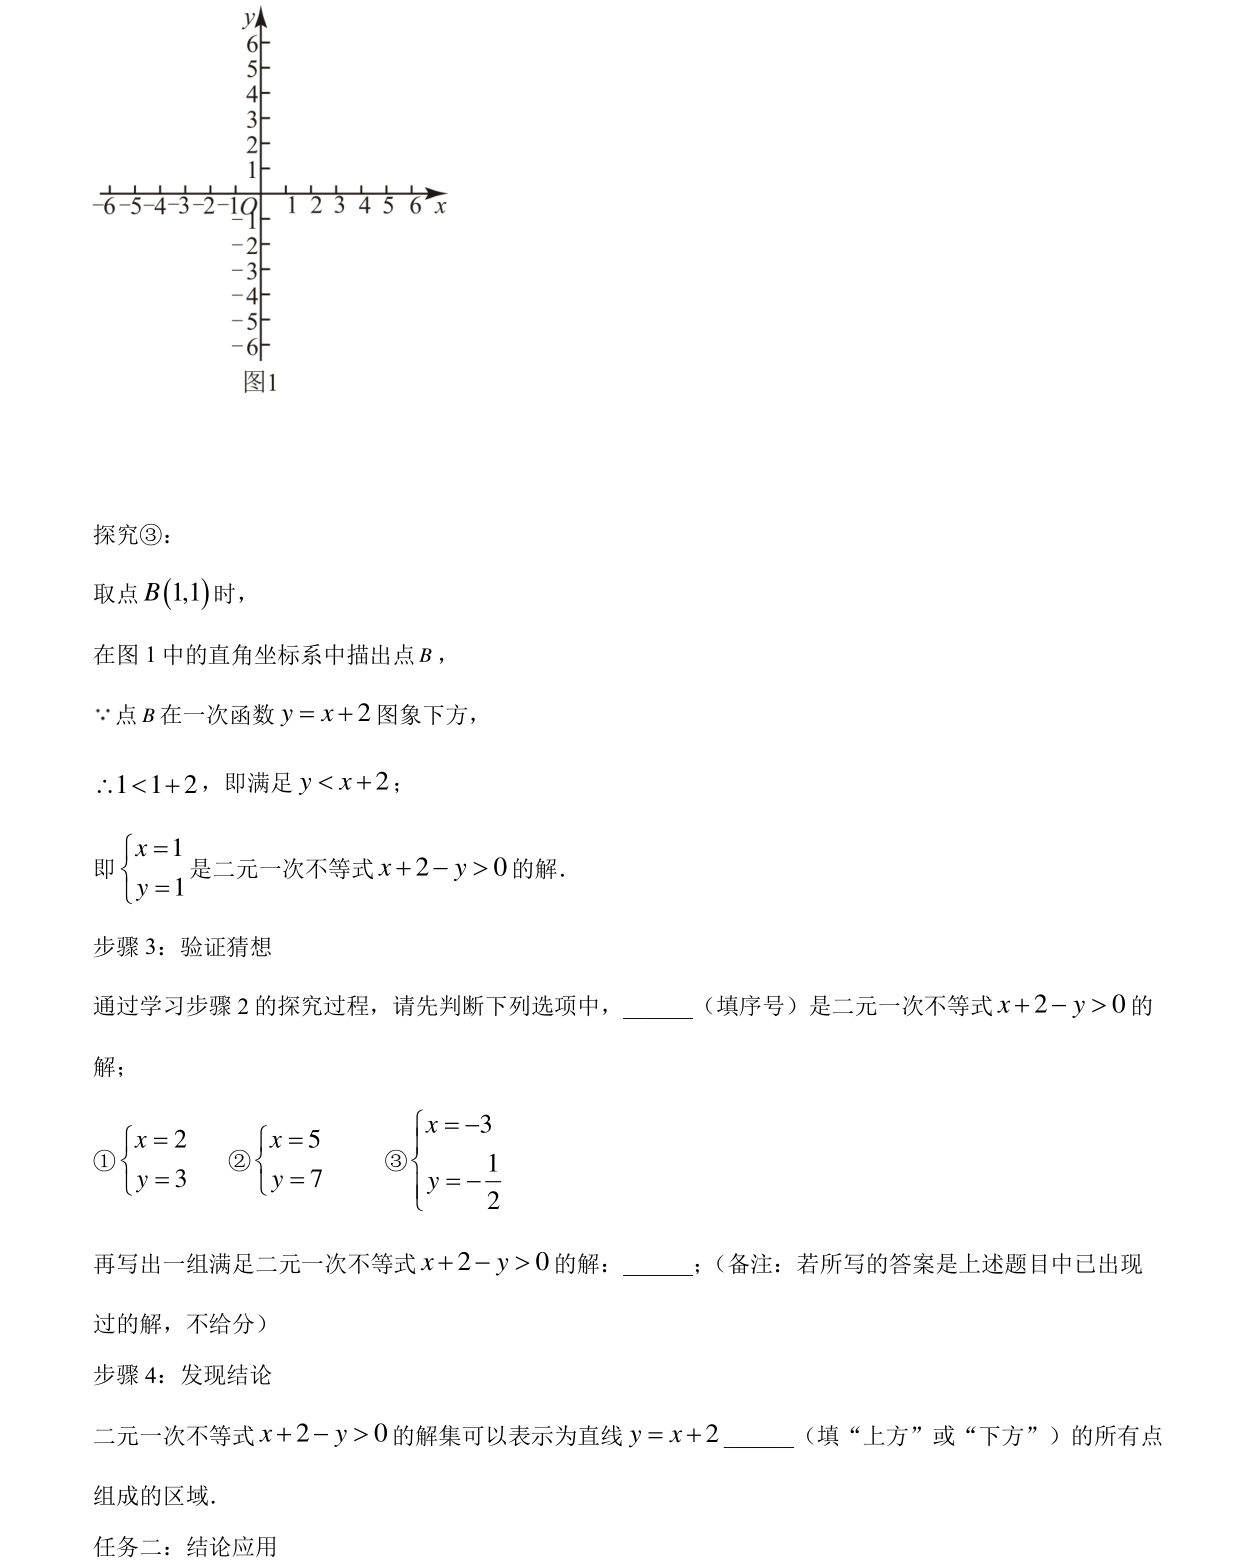 y
6
5
4
3
2
1
-6 -5 -4 -3 -2 -1 O 1 2 3 4 5 6 x
-1
-2
-3
-4
-5
-6
图1
探究③：
取点 B(1,1) 时，
在图 1 中的直角坐标系中描出点 B，
∵点 B 在一次函数 y = x + 2 图象下方，
∴1 < 1 + 2，即满足 y < x + 2；
即 { x = 1 y = 1 是二元一次不等式 x + 2 − y > 0 的解．
步骤 3：验证猜想
通过学习步骤 2 的探究过程，请先判断下列选项中，______（填序号）是二元一次不等式 x + 2 − y > 0 的
解；
① { x = 2 y = 3 ② { x = 5 y = 7 ③ { x = −3 y = −1/2
再写出一组满足二元一次不等式 x + 2 − y > 0 的解：______；（备注：若所写的答案是上述题目中已出现
过的解，不给分）
步骤 4：发现结论
二元一次不等式 x + 2 − y > 0 的解集可以表示为直线 y = x + 2 ______（填“上方”或“下方”）的所有点
组成的区域．
任务二：结论应用